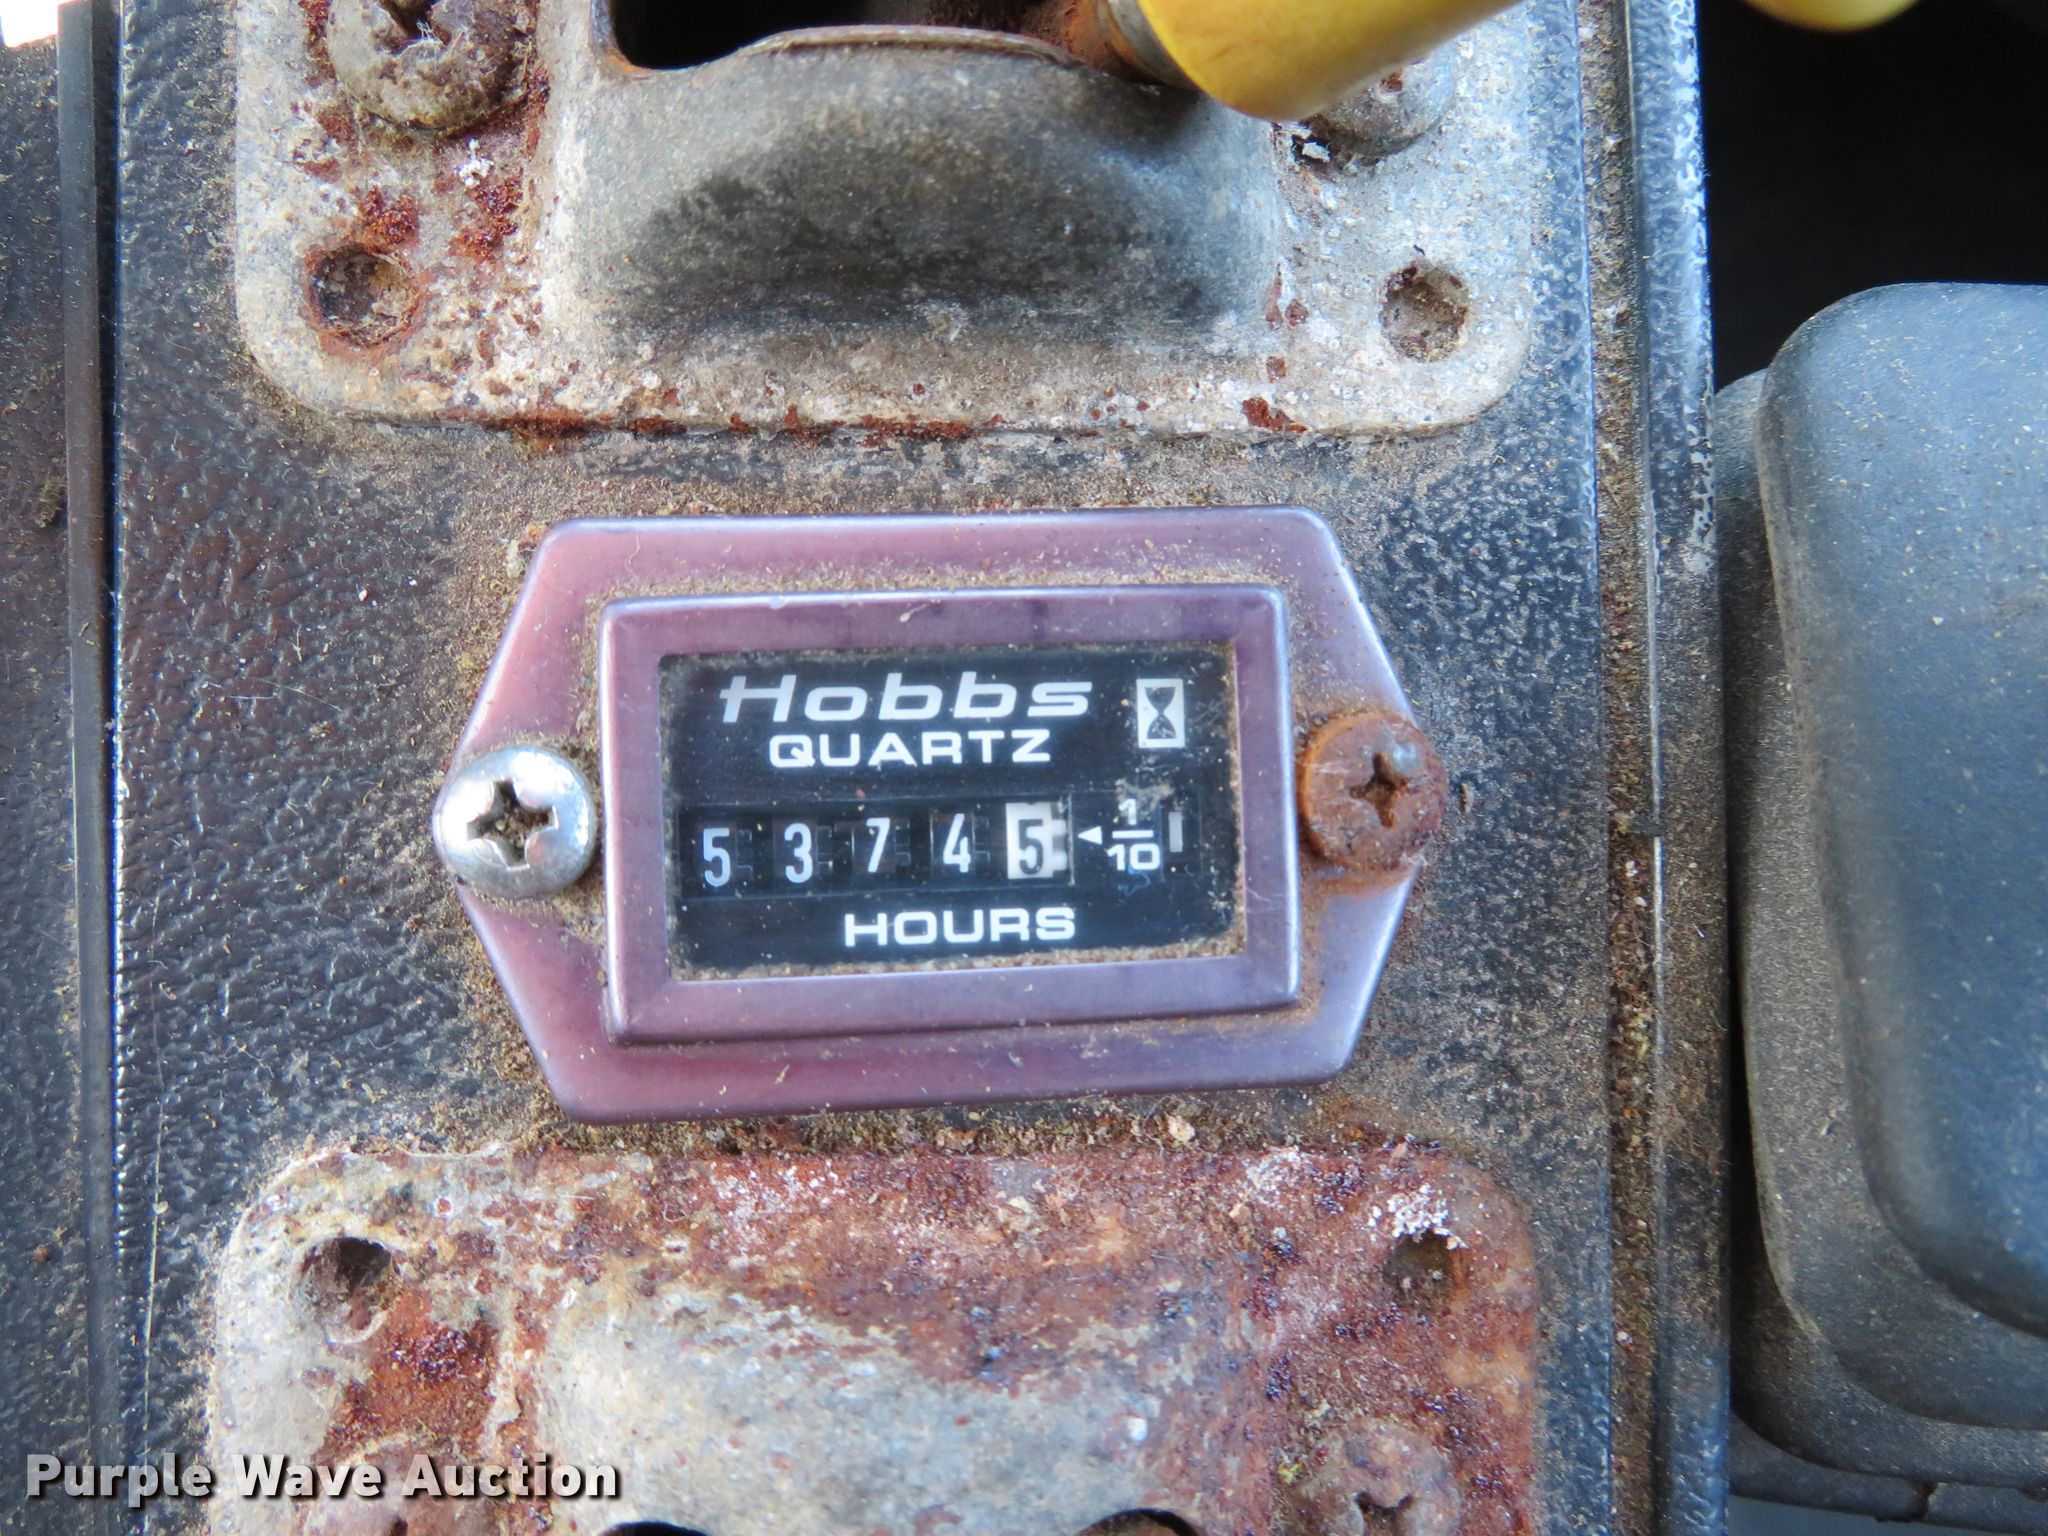 Hobbs
QUARTZ
5 3 7 4 5 ◄ 1/10
HOURS
Purple Wave Auction